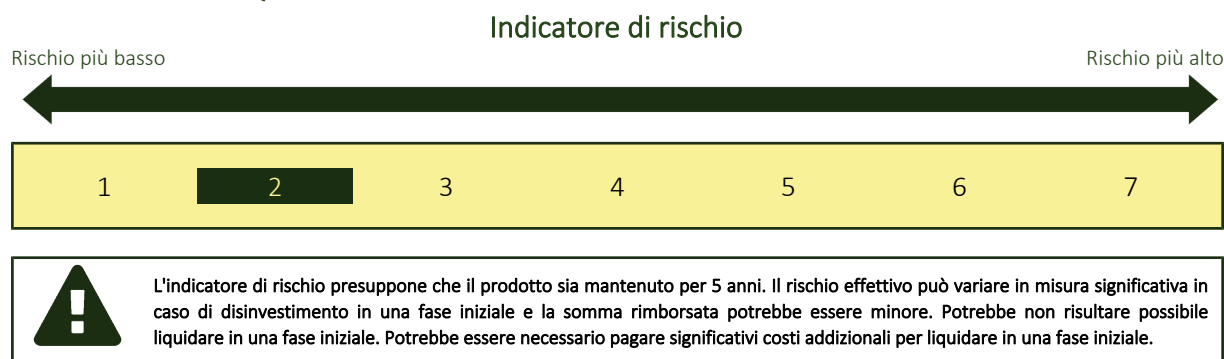 Indicatore di rischio
Rischio più basso
Rischio più alto
1 2 3 4 5 6 7
L'indicatore di rischio presuppone che il prodotto sia mantenuto per 5 anni. Il rischio effettivo può variare in misura significativa in
caso di disinvestimento in una fase iniziale e la somma rimborsata potrebbe essere minore. Potrebbe non risultare possibile
liquidare in una fase iniziale. Potrebbe essere necessario pagare significativi costi addizionali per liquidare in una fase iniziale.